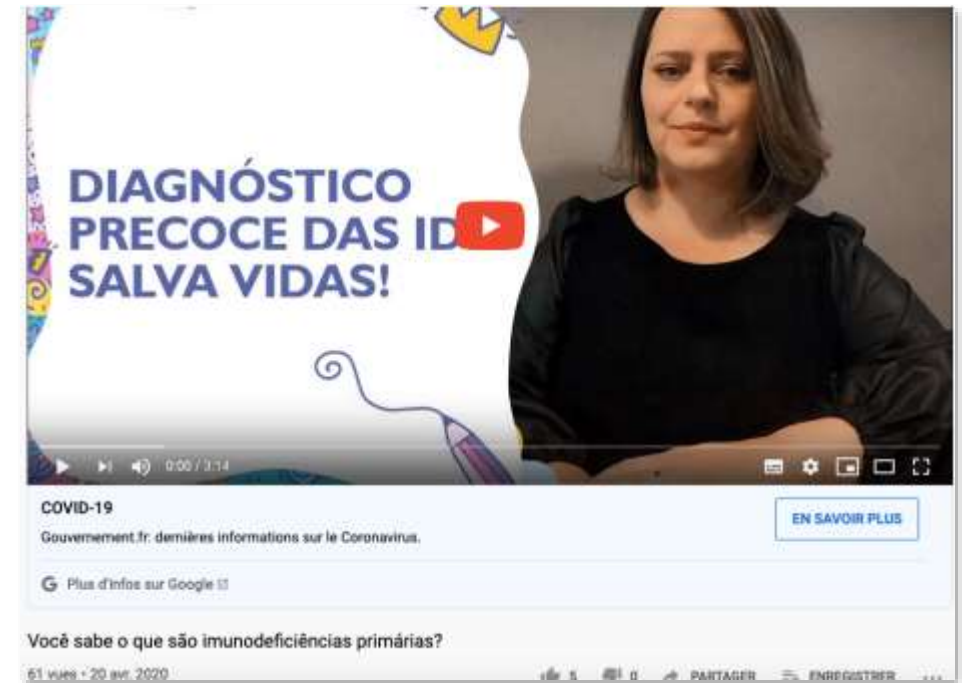 DIAGNÓSTICO
PRECOCE DAS ID
SALVA VIDAS!
0:00 / 3:14
COVID-19
Gouvernement.fr: dernières informations sur le Coronavirus.
EN SAVOIR PLUS
G Plus d'infos sur Google
Você sabe o que são imunodeficiências primárias?
61 vues • 20 avr. 2020
5 0 PARTAGER ENREGISTRER ...